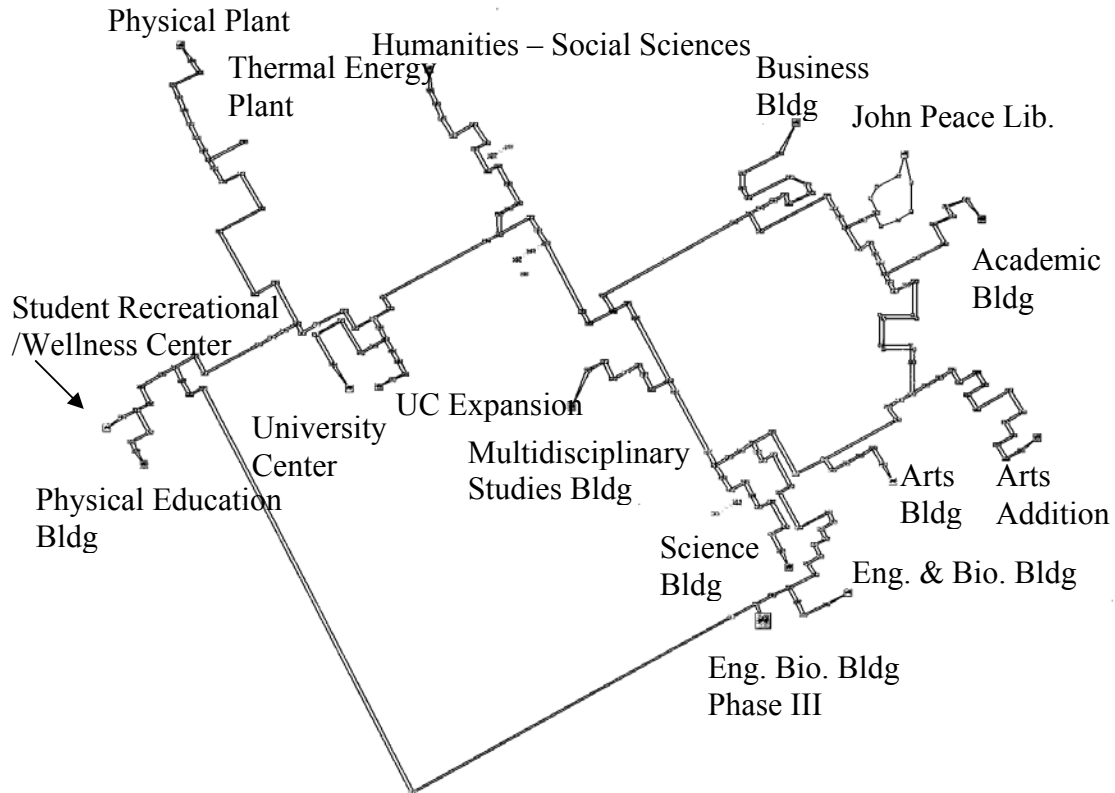 Physical Plant
Thermal Energy
Plant
Humanities – Social Sciences
Business
Bldg
John Peace Lib.
Academic
Bldg
Student Recreational
/Wellness Center
Physical Education
Bldg
University
Center
UC Expansion
Multidisciplinary
Studies Bldg
Science
Bldg
Arts
Bldg
Arts
Addition
Eng. & Bio. Bldg
Eng. Bio. Bldg
Phase III